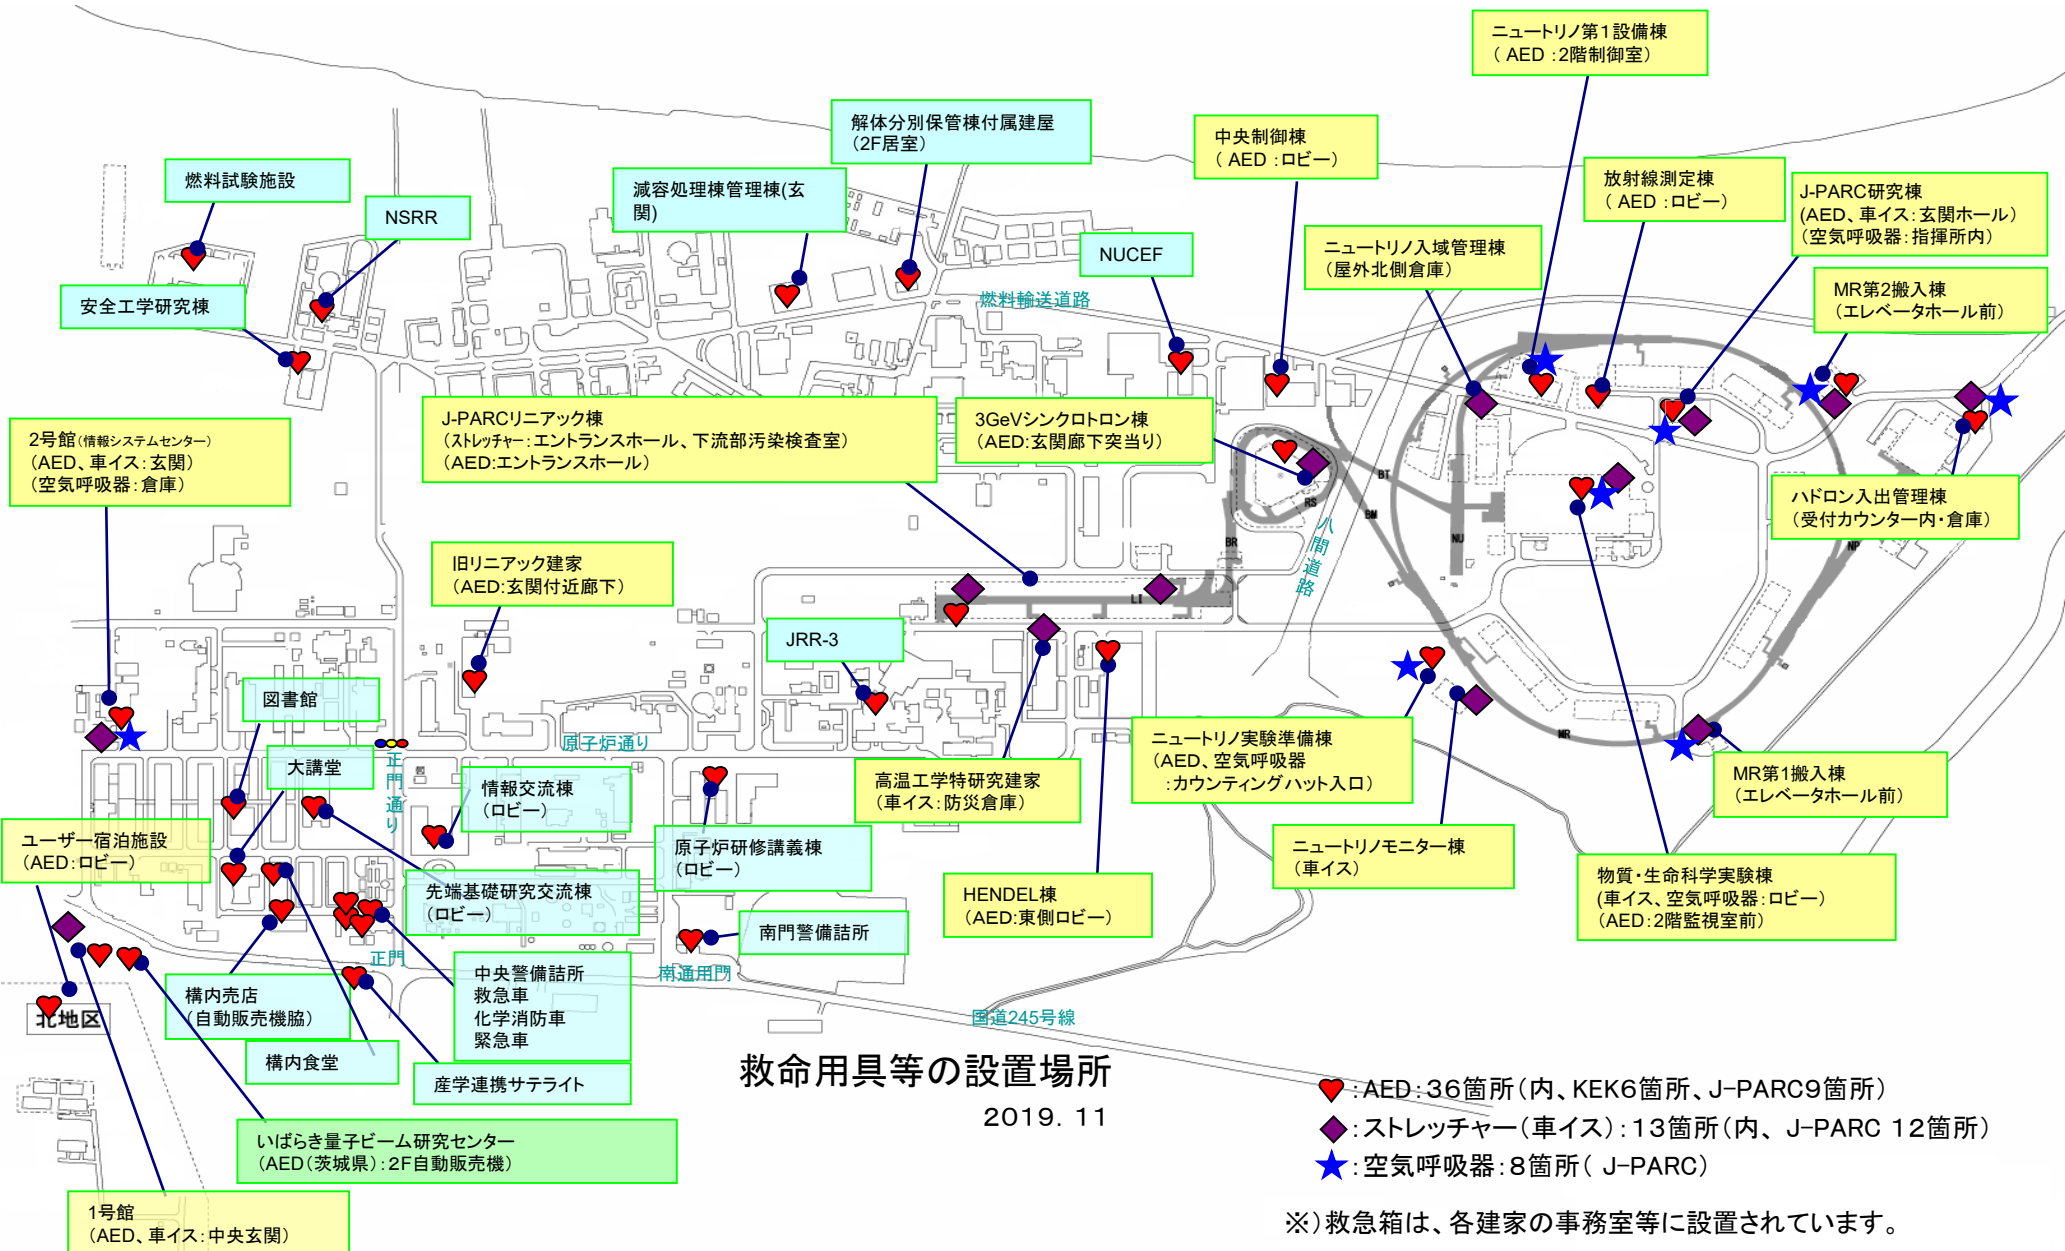 ニュートリノ第1設備棟
( AED :2階制御室)
解体分別保管棟付属建屋
(2F居室)
中央制御棟
( AED :ロビー)
燃料試験施設
減容処理棟管理棟(玄
関)
放射線測定棟
( AED :ロビー)
J-PARC研究棟
(AED、車イス:玄関ホール)
(空気呼吸器:指揮所内)
NSRR
ニュートリノ入域管理棟
(屋外北側倉庫)
NUCEF
安全工学研究棟
燃料輸送道路
MR第2搬入棟
(エレベータホール前)
2号館(情報システムセンター)
(AED、車イス:玄関)
(空気呼吸器:倉庫)
J-PARCリニアック棟
(ストレッチャー:エントランスホール、下流部汚染検査室)
(AED:エントランスホール)
3GeVシンクロトロン棟
(AED:玄関廊下突当り)
BT
RS
BM
BR
NU
NP
LI
MR
八間道路
ハドロン入出管理棟
(受付カウンター内・倉庫)
旧リニアック建家
(AED:玄関付近廊下)
JRR-3
図書館
大講堂
正門通り
原子炉通り
情報交流棟
(ロビー)
高温工学特研究建家
(車イス:防災倉庫)
ニュートリノ実験準備棟
(AED、空気呼吸器
:カウンティングハット入口)
MR第1搬入棟
(エレベータホール前)
ユーザー宿泊施設
(AED:ロビー)
原子炉研修講義棟
(ロビー)
ニュートリノモニター棟
(車イス)
先端基礎研究交流棟
(ロビー)
HENDEL棟
(AED:東側ロビー)
物質・生命科学実験棟
(車イス、空気呼吸器:ロビー)
(AED:2階監視室前)
南門警備詰所
正門
南通用門
中央警備詰所
救急車
化学消防車
緊急車
構内売店
(自動販売機脇)
北地区
国道245号線
構内食堂
産学連携サテライト
救命用具等の設置場所
2019. 11
いばらき量子ビーム研究センター
(AED(茨城県):2F自動販売機)
1号館
(AED、車イス:中央玄関)
:AED:36箇所(内、KEK6箇所、J-PARC9箇所)
:ストレッチャー(車イス):13箇所(内、 J-PARC 12箇所)
:空気呼吸器:8箇所( J-PARC)
※)救急箱は、各建家の事務室等に設置されています。